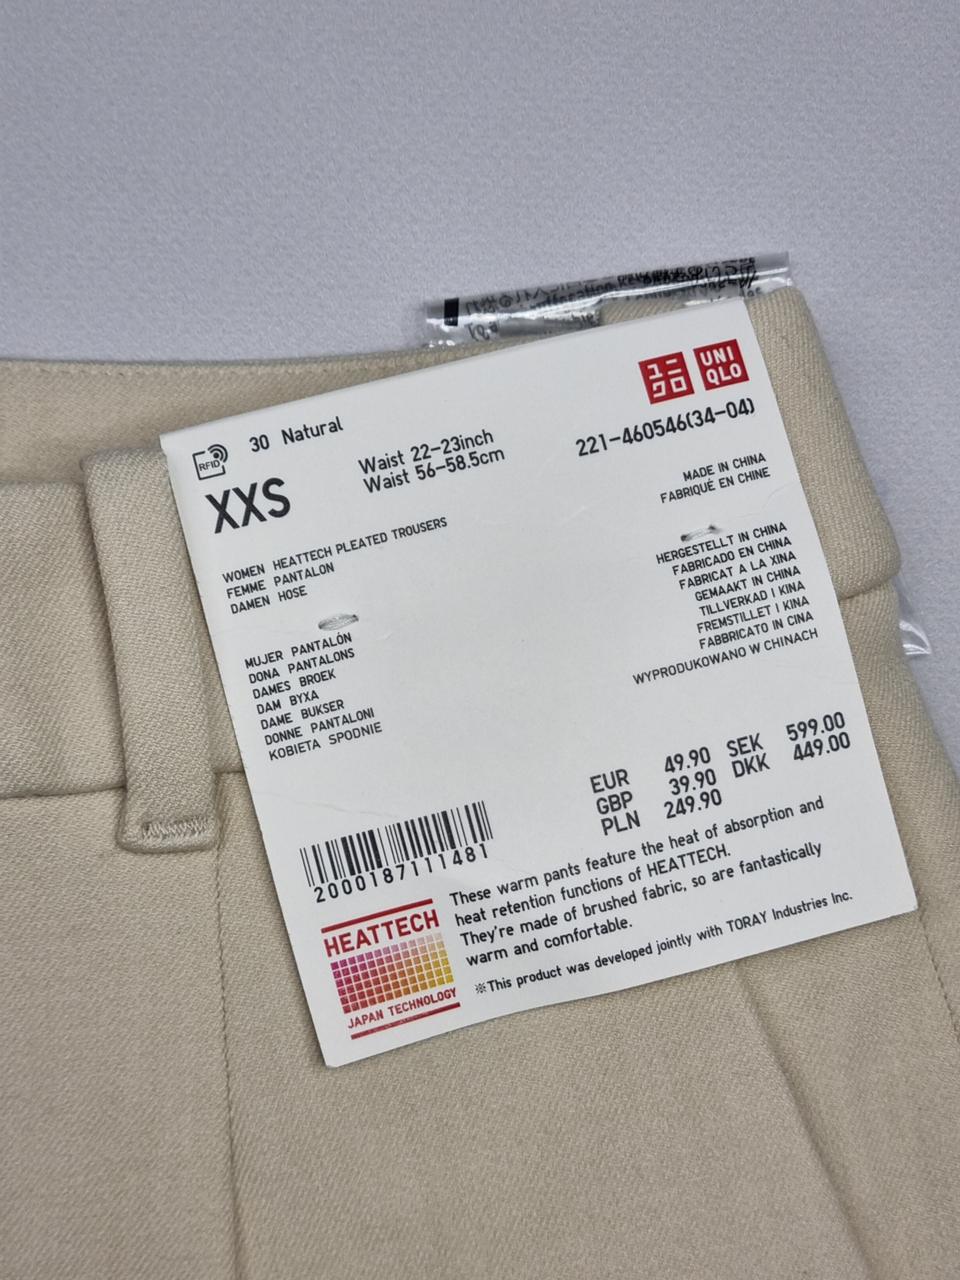 ユニ
クロ
UNI
QLO
RFID
30 Natural
XXS
Waist 22-23inch
Waist 56-58.5cm
221-460546(34-04)
MADE IN CHINA
FABRIQUÉ EN CHINE
WOMEN HEATTECH PLEATED TROUSERS
FEMME PANTALON
DAMEN HOSE
HERGESTELLT IN CHINA
FABRICADO EN CHINA
FABRICAT A LA XINA
GEMAAKT IN CHINA
TILLVERKAD I KINA
FREMSTILLET I KINA
FABBRICATO IN CINA
WYPRODUKOWANO W CHINACH
MUJER PANTALÓN
DONA PANTALONS
DAMES BROEK
DAM BYXA
DAME BUKSER
DONNE PANTALONI
KOBIETA SPODNIE
EUR 49.90 SEK 599.00
GBP 39.90 DKK 449.00
PLN 249.90
2000187111481
HEATTECH
JAPAN TECHNOLOGY
These warm pants feature the heat of absorption and
heat retention functions of HEATTECH.
They're made of brushed fabric, so are fantastically
warm and comfortable.
※This product was developed jointly with TORAY Industries Inc.